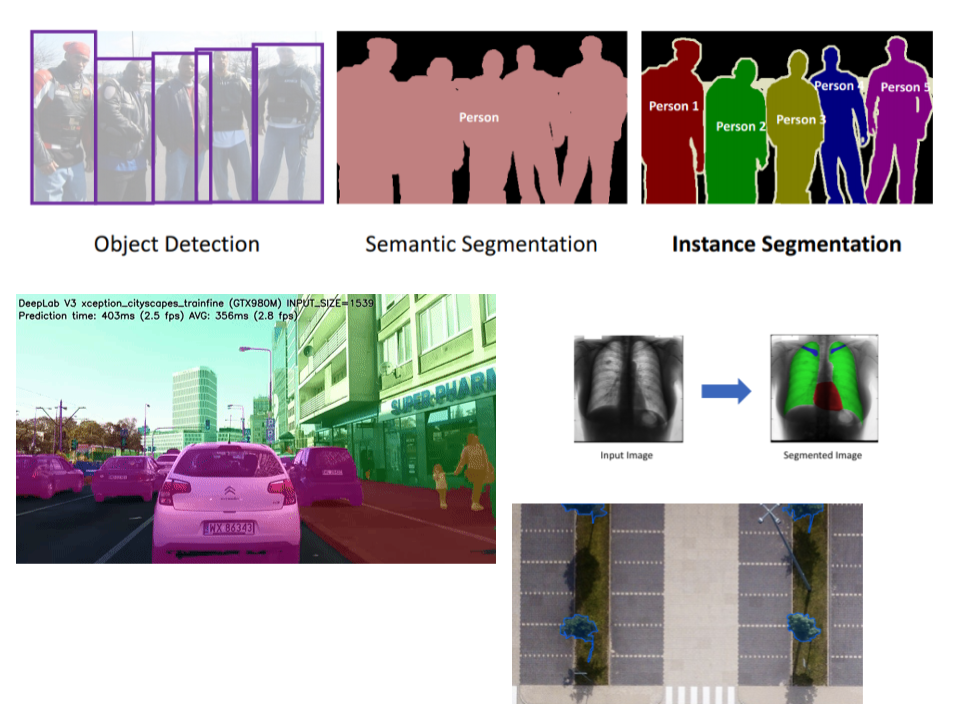 Person
Person 1
Person 2
Person 3
Person 4
Person 5
Object Detection
Semantic Segmentation
Instance Segmentation
DeepLab V3 xception_cityscapes_trainfine (GTX980M) INPUT_SIZE=1539
Prediction time: 403ms (2.5 fps) AVG: 356ms (2.8 fps)
SUPER-PHARM
WX 86343
Input Image
Segmented Image